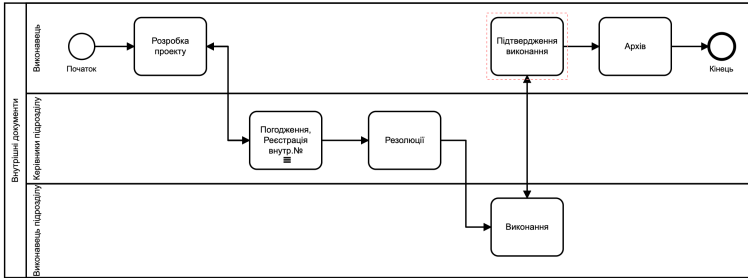 Внутрішні документи
Виконавець
Початок
Розробка
проекту
Підтвердження
виконання
Архів
Кінець
Керівники підрозділу
Погодження,
Реєстрація
внутр.№
Резолюції
Виконавець підрозділу
Виконання